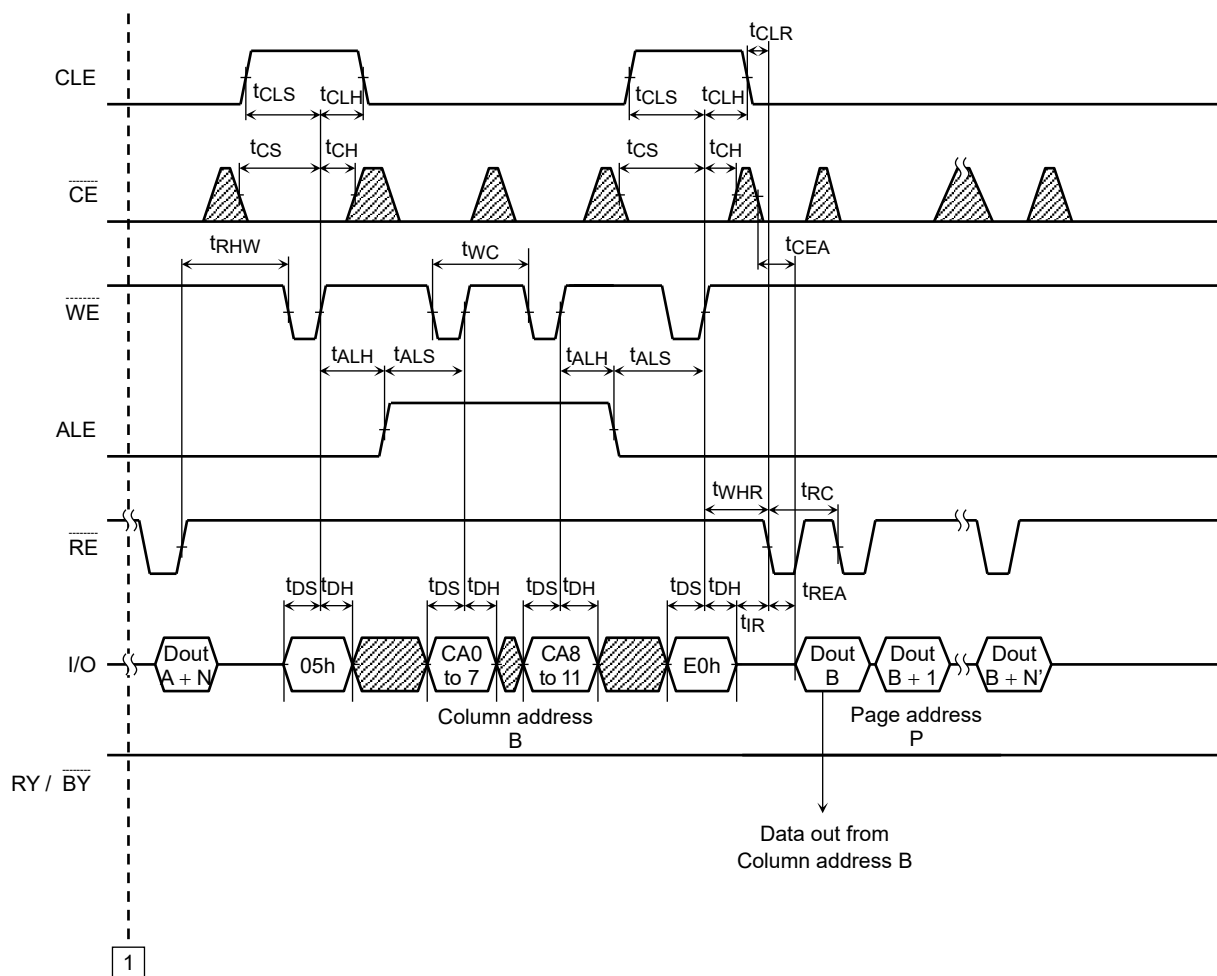 tCLR
CLE
tCLS tCLH tCLS tCLH
tCS tCH tCS tCH
CE
tRHW tWC tCEA
WE
tALH tALS tALH tALS
ALE
tWHR tRC
RE
tDS tDH tDS tDH tDS tDH tDS tDH tREA
tIR
I/O
Dout
A + N
05h
CA0
to 7
CA8
to 11
E0h
Dout
B
Dout
B + 1
Dout
B + N’
Column address
B
Page address
P
RY / BY
Data out from
Column address B
1